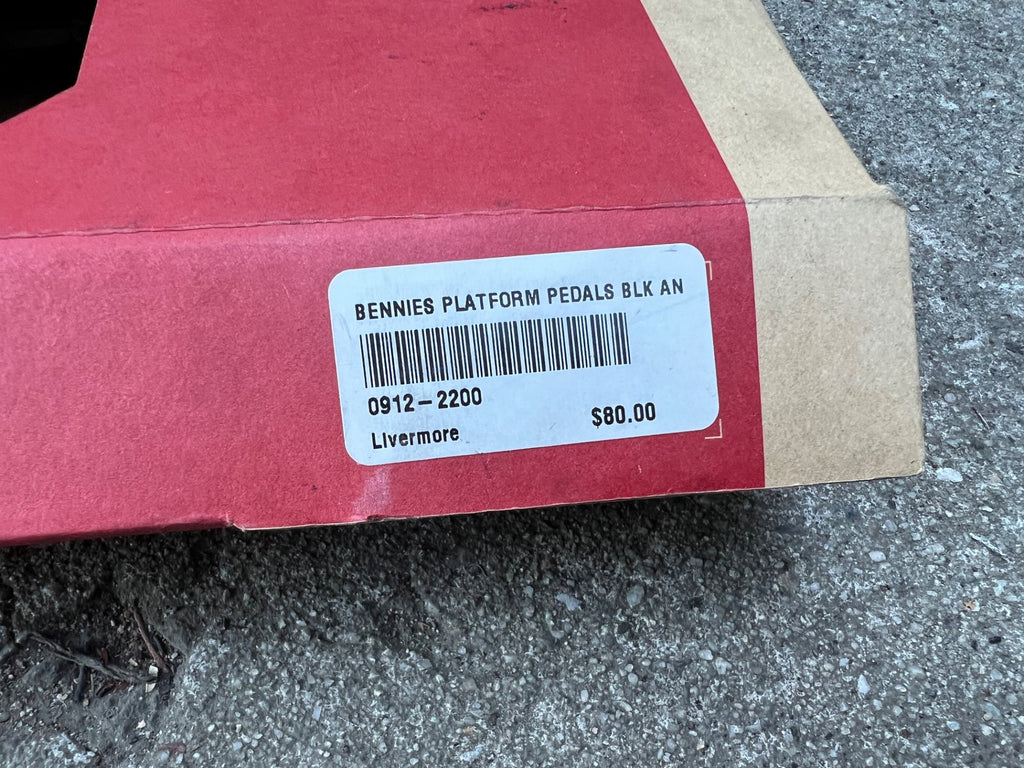 BENNIES PLATFORM PEDALS BLK AN
0912-2200
Livermore
$80.00